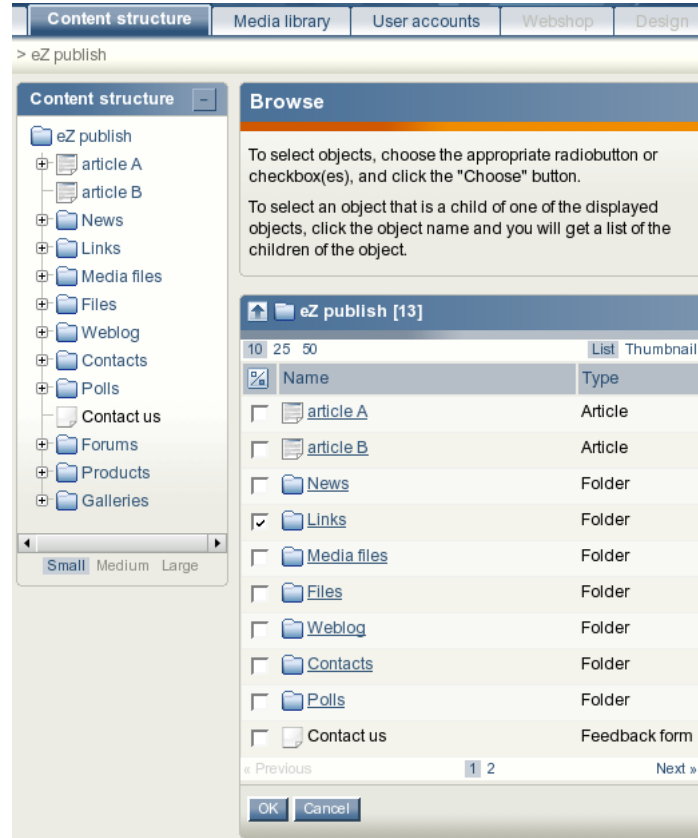 Content structure Media library User accounts Webshop Design
> eZ publish
Content structure -
eZ publish
article A
article B
News
Links
Media files
Files
Weblog
Contacts
Polls
Contact us
Forums
Products
Galleries
Small Medium Large
Browse
To select objects, choose the appropriate radiobutton or
checkbox(es), and click the "Choose" button.
To select an object that is a child of one of the displayed
objects, click the object name and you will get a list of the
children of the object.
eZ publish [13]
10 25 50 List Thumbnail
Name Type
article A Article
article B Article
News Folder
Links Folder
Media files Folder
Files Folder
Weblog Folder
Contacts Folder
Polls Folder
Contact us Feedback form
« Previous 1 2 Next »
OK Cancel